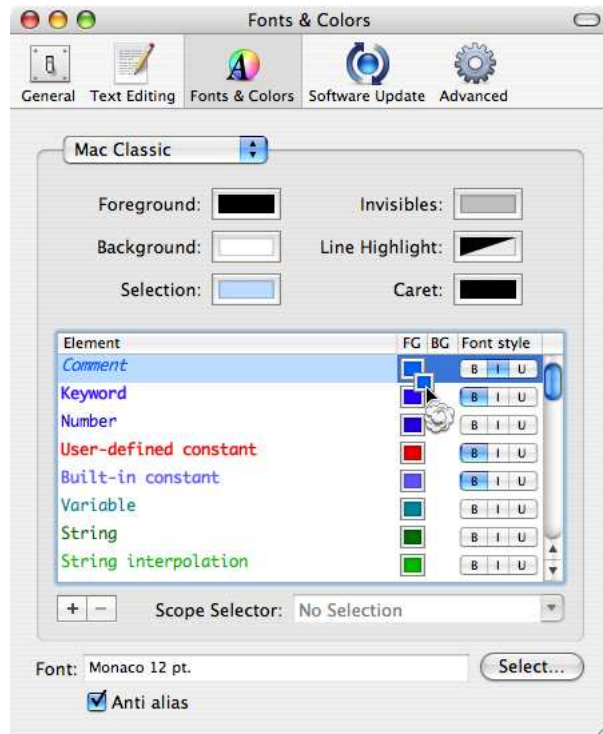 Fonts & Colors
General Text Editing Fonts & Colors Software Update Advanced
Mac Classic
Foreground: Invisibles:
Background: Line Highlight:
Selection: Caret:
Element FG BG Font style
Comment B I U
Keyword B I U
Number B I U
User-defined constant B I U
Built-in constant B I U
Variable B I U
String B I U
String interpolation B I U
+ − Scope Selector: No Selection
Font: Monaco 12 pt. Select...
Anti alias